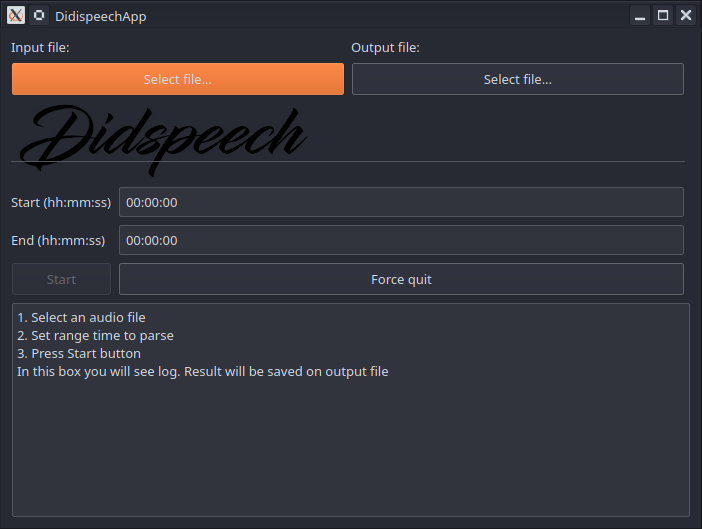 DidispeechApp
Input file:
Output file:
Select file...
Select file...
Didspeech
Start (hh:mm:ss)
00:00:00
End (hh:mm:ss)
00:00:00
Start
Force quit
1. Select an audio file
2. Set range time to parse
3. Press Start button
In this box you will see log. Result will be saved on output file